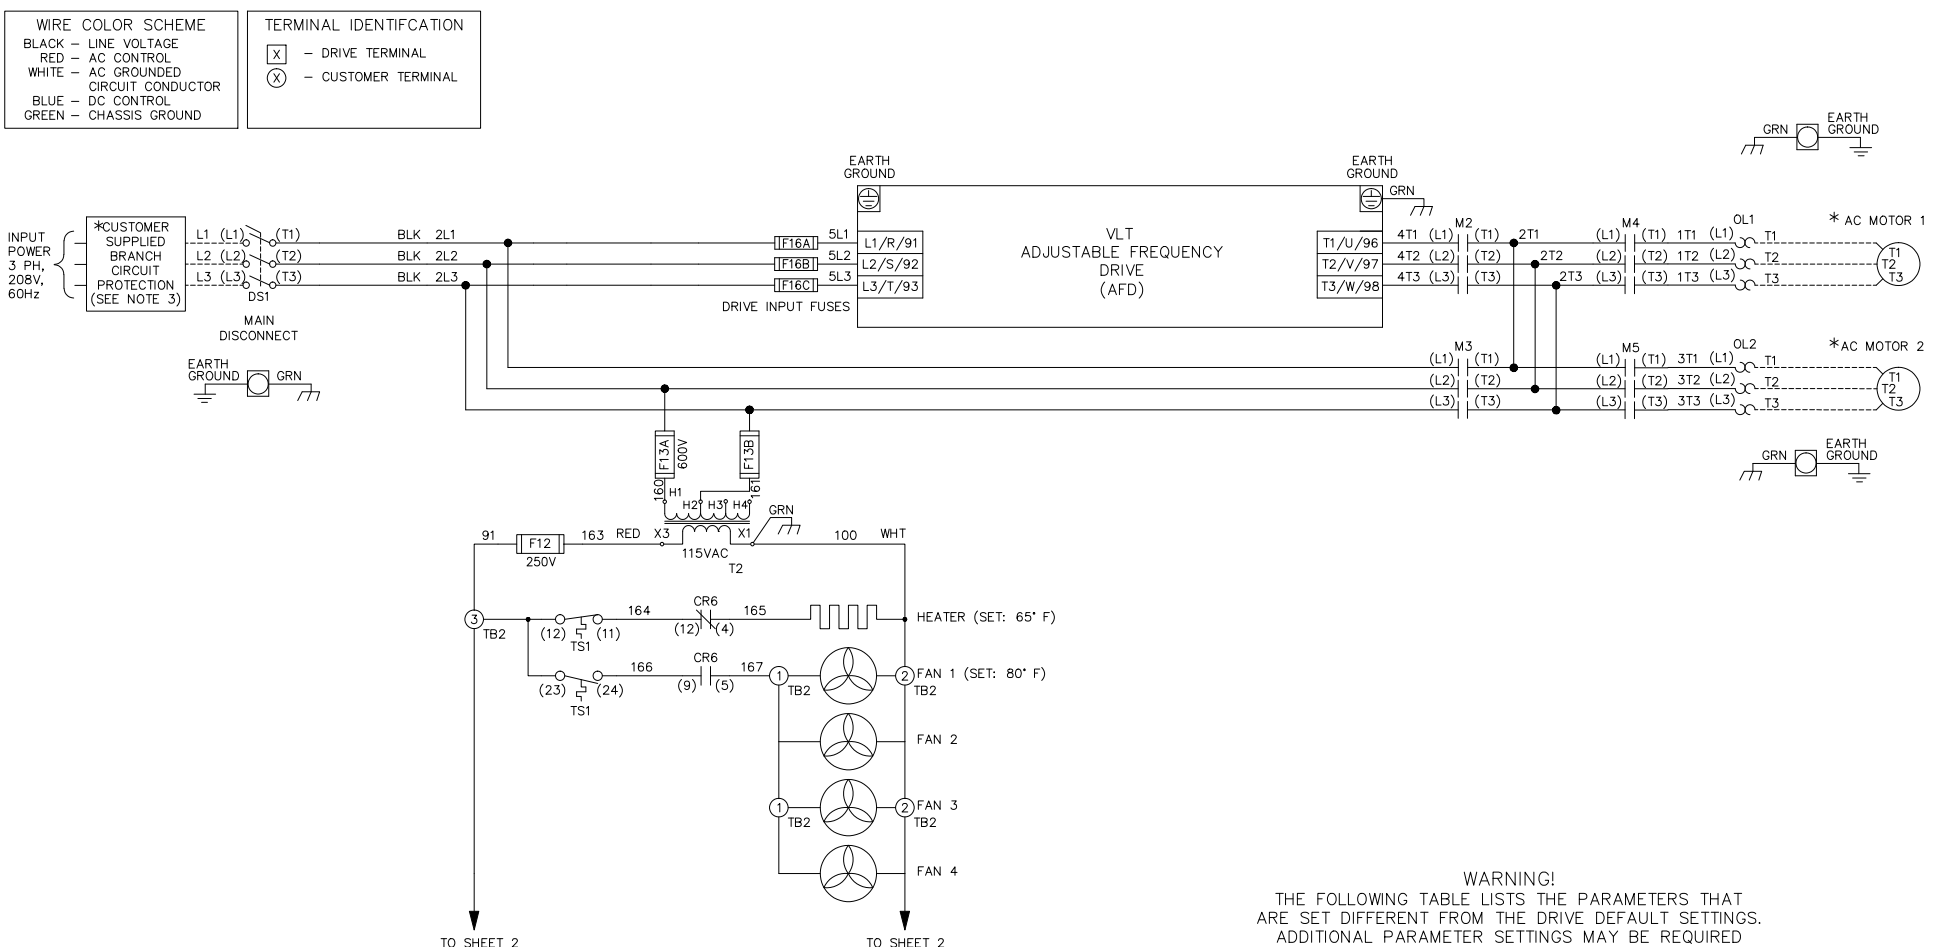 WIRE COLOR SCHEME
BLACK – LINE VOLTAGE
RED – AC CONTROL
WHITE – AC GROUNDED
CIRCUIT CONDUCTOR
BLUE – DC CONTROL
GREEN – CHASSIS GROUND
TERMINAL IDENTIFCATION
X – DRIVE TERMINAL
X – CUSTOMER TERMINAL
INPUT
POWER
3 PH,
208V,
60Hz
*CUSTOMER
SUPPLIED
BRANCH
CIRCUIT
PROTECTION
(SEE NOTE 3)
L1 (L1) (T1) BLK 2L1
L2 (L2) (T2) BLK 2L2
L3 (L3) (T3) BLK 2L3
DS1
MAIN
DISCONNECT
EARTH
GROUND GRN
F16A 5L1
F16B 5L2
F16C 5L3
DRIVE INPUT FUSES
EARTH
GROUND
L1/R/91
L2/S/92
L3/T/93
VLT
ADJUSTABLE FREQUENCY
DRIVE
(AFD)
EARTH
GROUND
GRN
T1/U/96
T2/V/97
T3/W/98
M2 M4 OL1
4T1 (L1) (T1) 2T1 (L1) (T1) 1T1 (L1) T1
4T2 (L2) (T2) 2T2 (L2) (T2) 1T2 (L2) T2
4T3 (L3) (T3) 2T3 (L3) (T3) 1T3 (L3) T3
GRN EARTH
GROUND
* AC MOTOR 1
T1
T2
T3
M3 M5 OL2
(L1) (T1) (L1) (T1) 3T1 (L1) T1
(L2) (T2) (L2) (T2) 3T2 (L2) T2
(L3) (T3) (L3) (T3) 3T3 (L3) T3
*AC MOTOR 2
T1
T2
T3
GRN EARTH
GROUND
F13A
600V
F13B
160
161
H1
H2 H3 H4
GRN
91 F12 163 RED X3 X1 100 WHT
250V
115VAC
T2
3
TB2
164 CR6 165
(12) (11) (12) (4)
TS1
HEATER (SET: 65° F)
166 CR6 167
(23) (24) (9) (5)
TS1
1
TB2
2
TB2
FAN 1 (SET: 80° F)
FAN 2
1
TB2
2
TB2
FAN 3
FAN 4
TO SHEET 2
TO SHEET 2
WARNING!
THE FOLLOWING TABLE LISTS THE PARAMETERS THAT
ARE SET DIFFERENT FROM THE DRIVE DEFAULT SETTINGS.
ADDITIONAL PARAMETER SETTINGS MAY BE REQUIRED